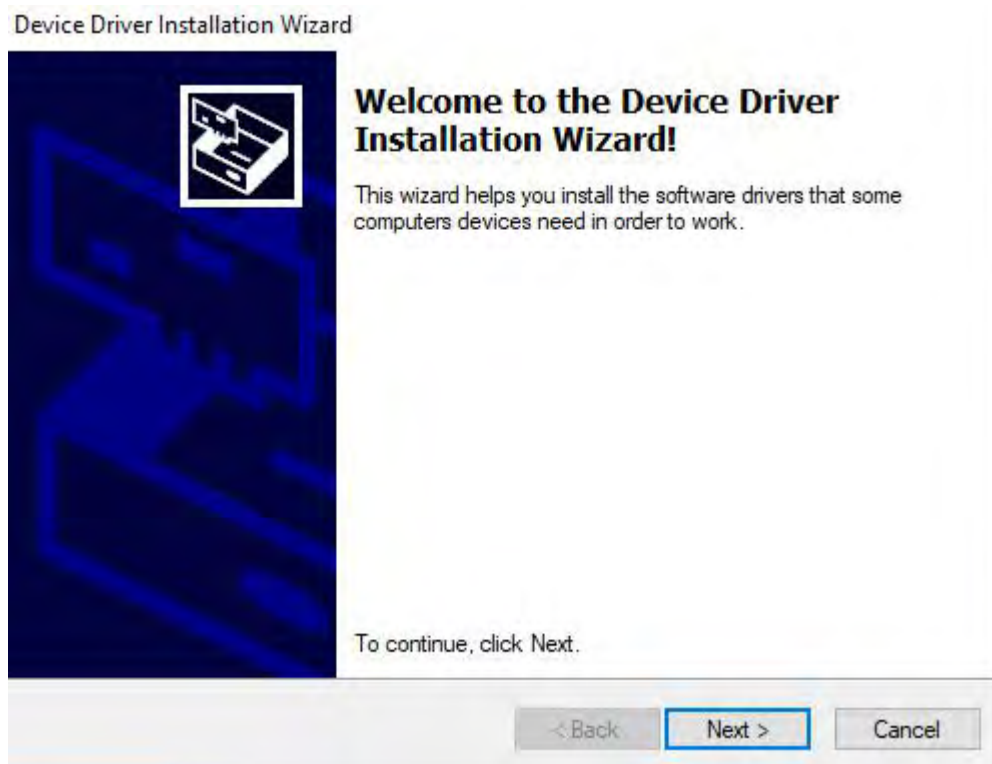 Device Driver Installation Wizard
Welcome to the Device Driver
Installation Wizard!
This wizard helps you install the software drivers that some
computers devices need in order to work.
To continue, click Next.
< Back
Next >
Cancel